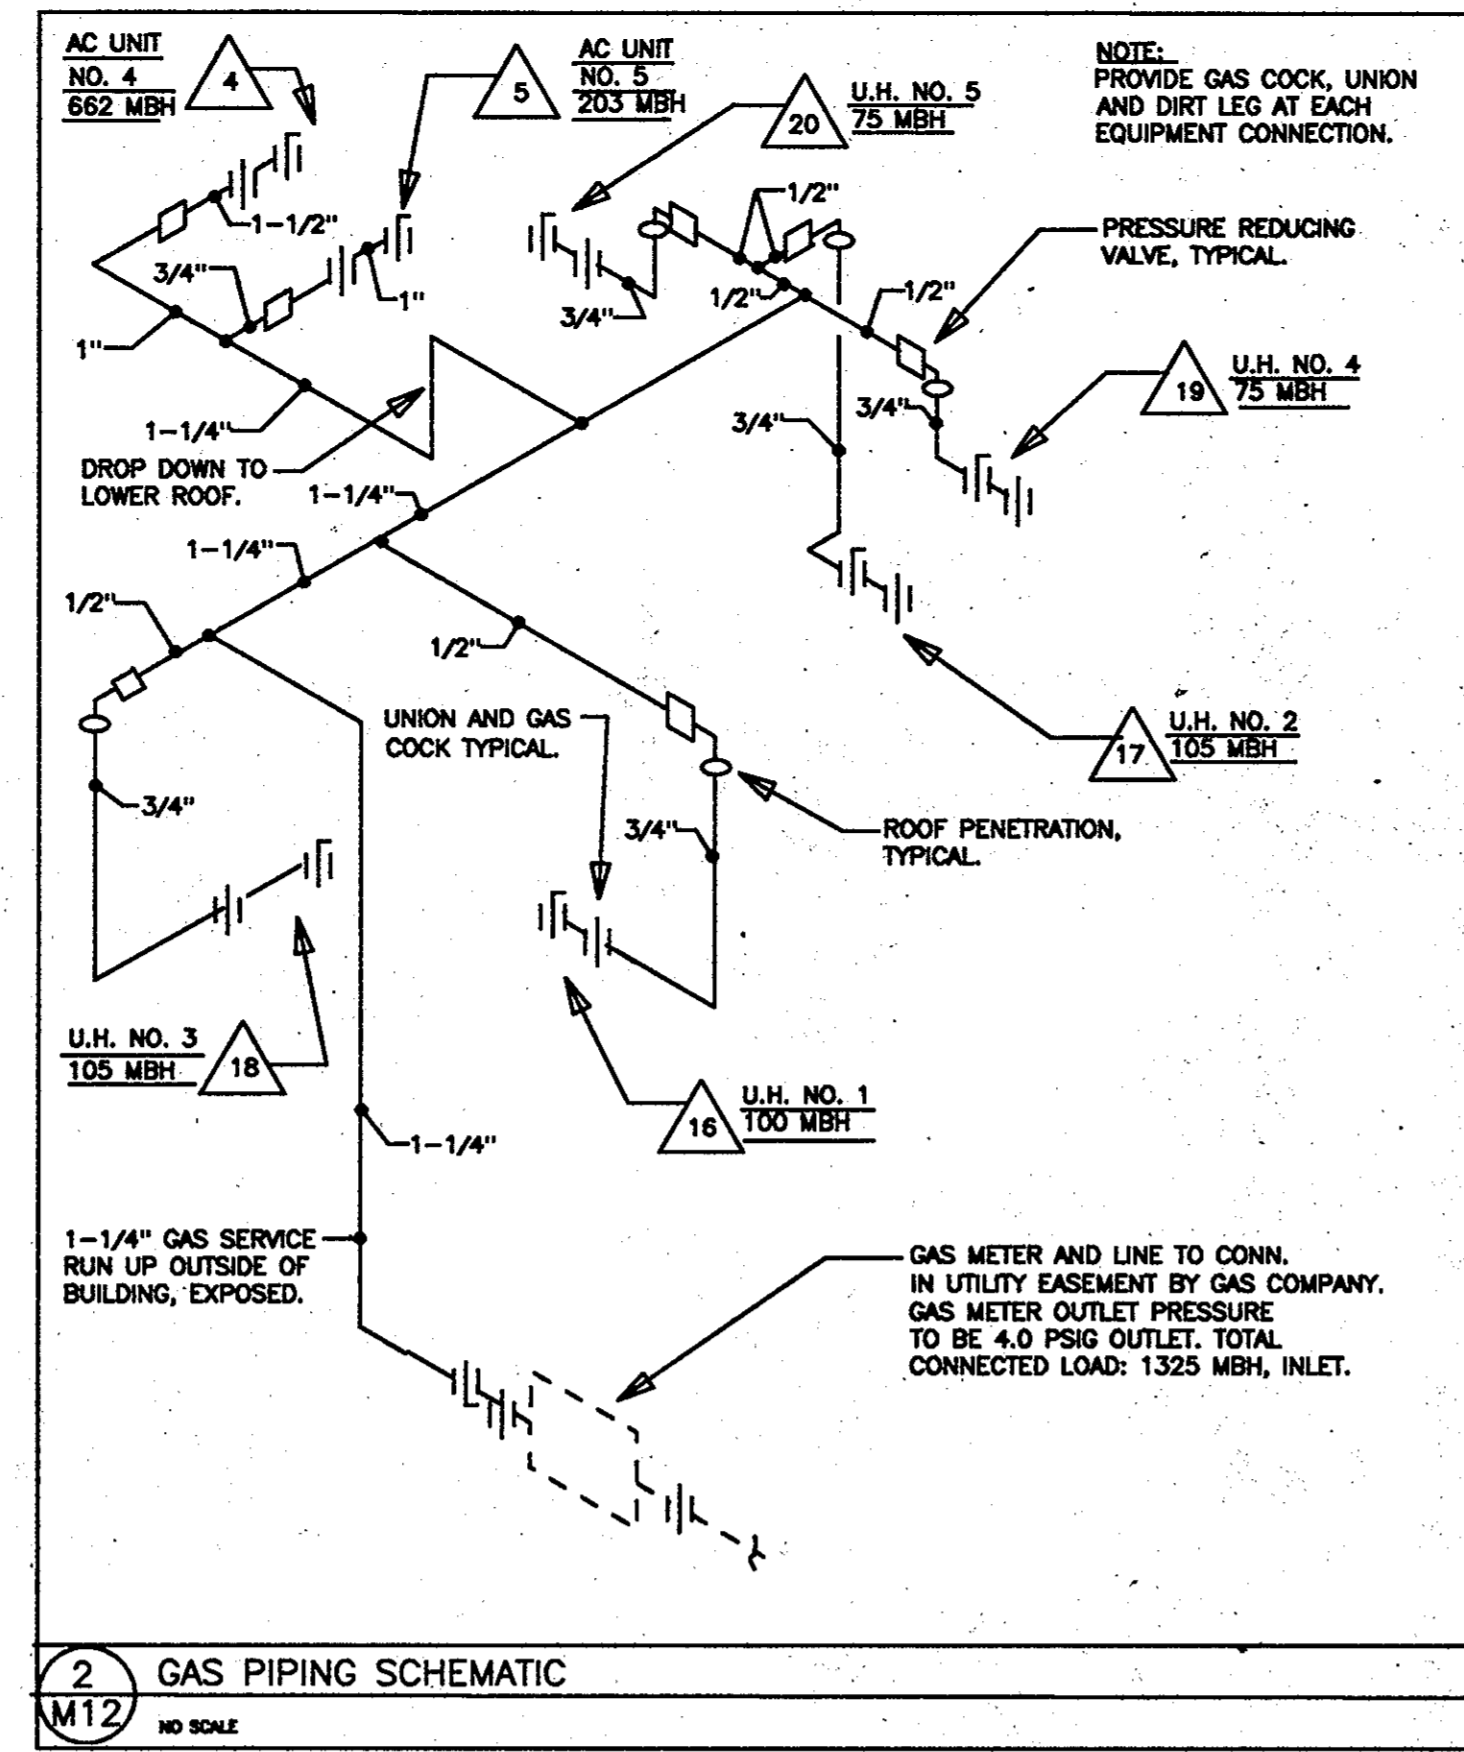 AC UNIT
NO. 4
662 MBH
4
5
AC UNIT
NO. 5
203 MBH
20
U.H. NO. 5
75 MBH
NOTE:
PROVIDE GAS COCK, UNION
AND DIRT LEG AT EACH
EQUIPMENT CONNECTION.
1-1/2"
3/4"
1"
1"
1/2"
1/2"
3/4"
1/2"
PRESSURE REDUCING
VALVE, TYPICAL.
19
U.H. NO. 4
75 MBH
1-1/4"
DROP DOWN TO
LOWER ROOF.
3/4"
3/4"
1-1/4"
1-1/4"
1/2"
1/2"
UNION AND GAS
COCK TYPICAL.
17
U.H. NO. 2
105 MBH
3/4"
3/4"
ROOF PENETRATION,
TYPICAL.
U.H. NO. 3
105 MBH
18
16
U.H. NO. 1
100 MBH
1-1/4"
1-1/4" GAS SERVICE
RUN UP OUTSIDE OF
BUILDING, EXPOSED.
GAS METER AND LINE TO CONN.
IN UTILITY EASEMENT BY GAS COMPANY.
GAS METER OUTLET PRESSURE
TO BE 4.0 PSIG OUTLET. TOTAL
CONNECTED LOAD: 1325 MBH, INLET.
2
M12
GAS PIPING SCHEMATIC
NO SCALE